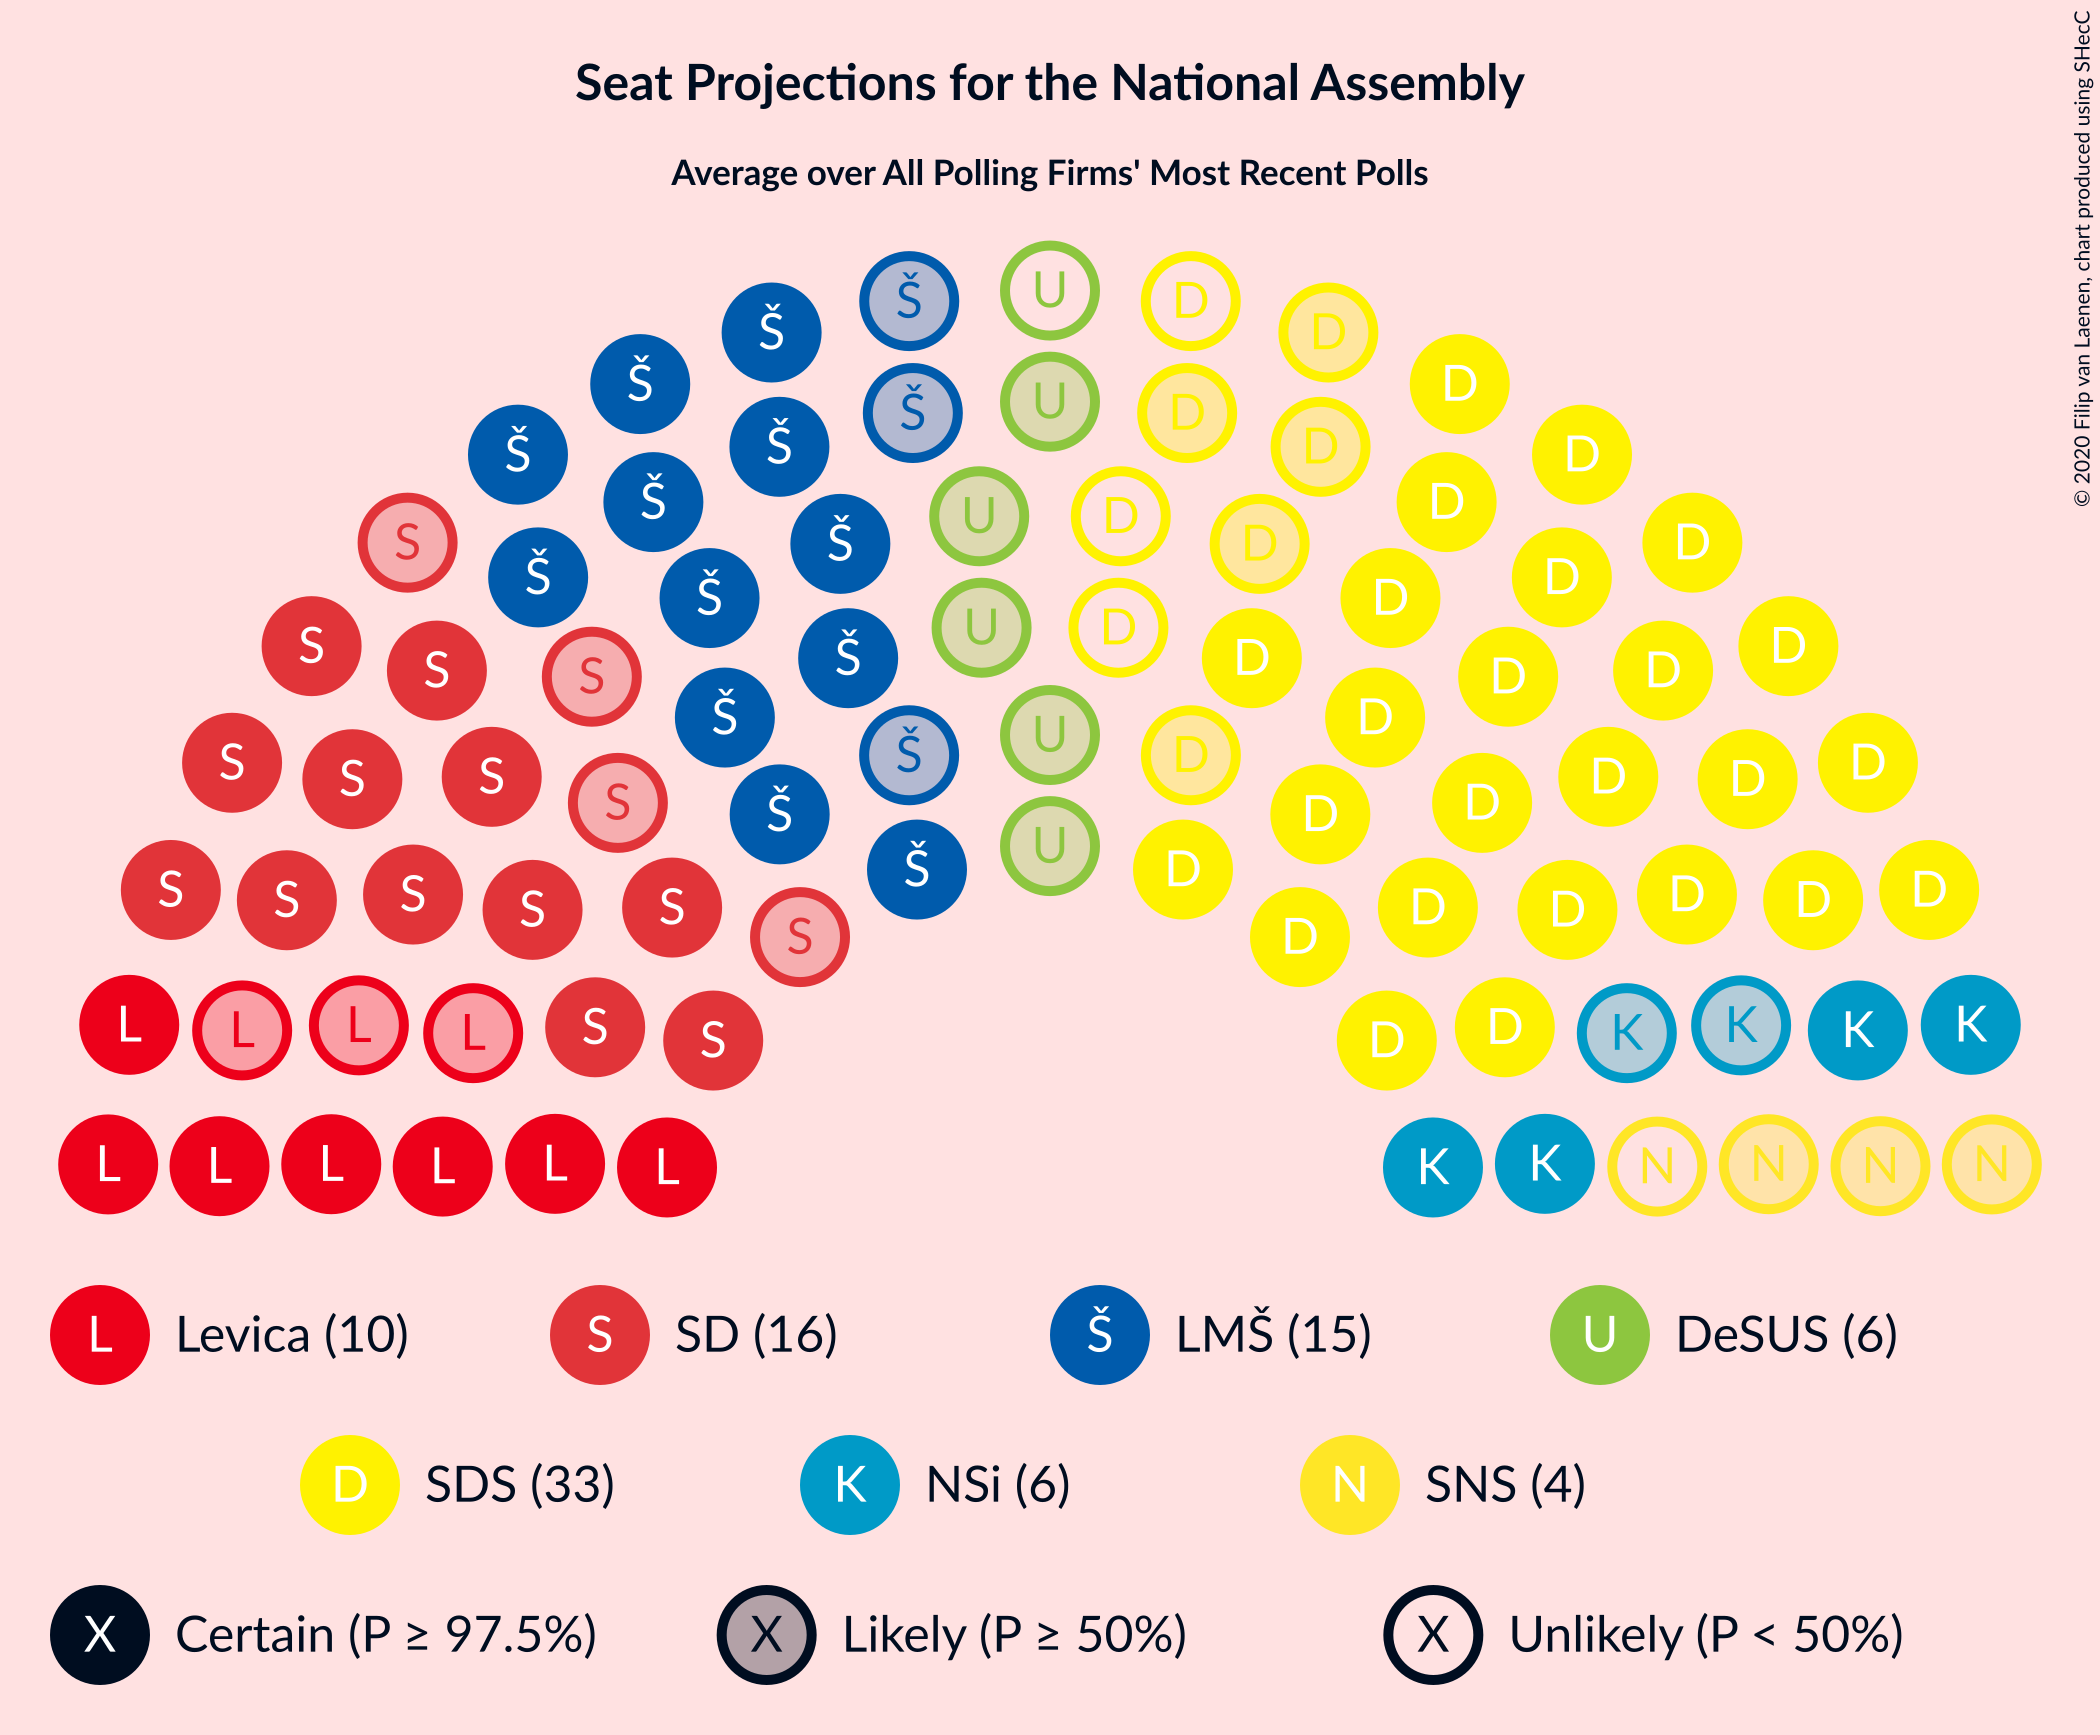 Seat Projections for the National Assembly
Average over All Polling Firms' Most Recent Polls
© 2020 Filip van Laenen, chart produced using SHecC
Š U D
Š D D
Š D
Š U D
Š Š D D
Š D
S U D
Š Š D D
Š D
Š D
S U D S
S S Š D D D
S Š D
S U D
S S S Š Š D D D D
S Š U D
S S S S S Š D D D D D D
S D
L L L L S S D D K K K K
L L L L L L K K N N N N
L Levica (10) S SD (16) Š LMŠ (15) U DeSUS (6)
D SDS (33) K NSi (6) N SNS (4)
X Certain (P ≥ 97.5%) X Likely (P ≥ 50%) X Unlikely (P < 50%)